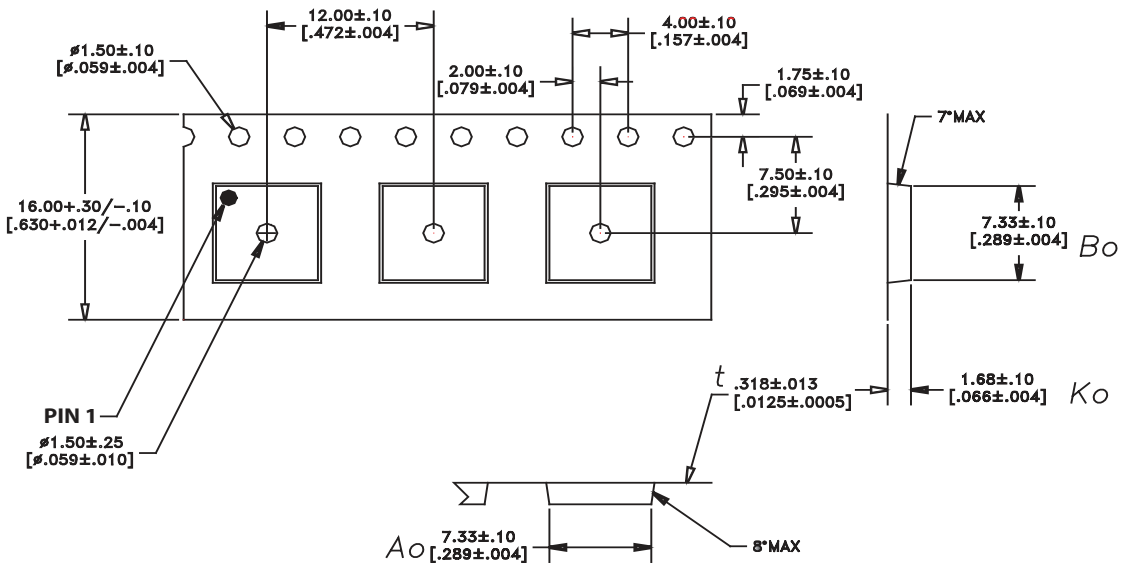 12.00±.10
[.472±.004]
4.00±.10
[.157±.004]
ø1.50±.10
[ø.059±.004]
2.00±.10
[.079±.004]
1.75±.10
[.069±.004]
7°MAX
7.50±.10
[.295±.004]
16.00+.30/−.10
[.630+.012/−.004]
7.33±.10
[.289±.004]
Bo
t
.318±.013
[.0125±.0005]
1.68±.10
[.066±.004]
Ko
PIN 1
ø1.50±.25
[ø.059±.010]
Ao
7.33±.10
[.289±.004]
8°MAX